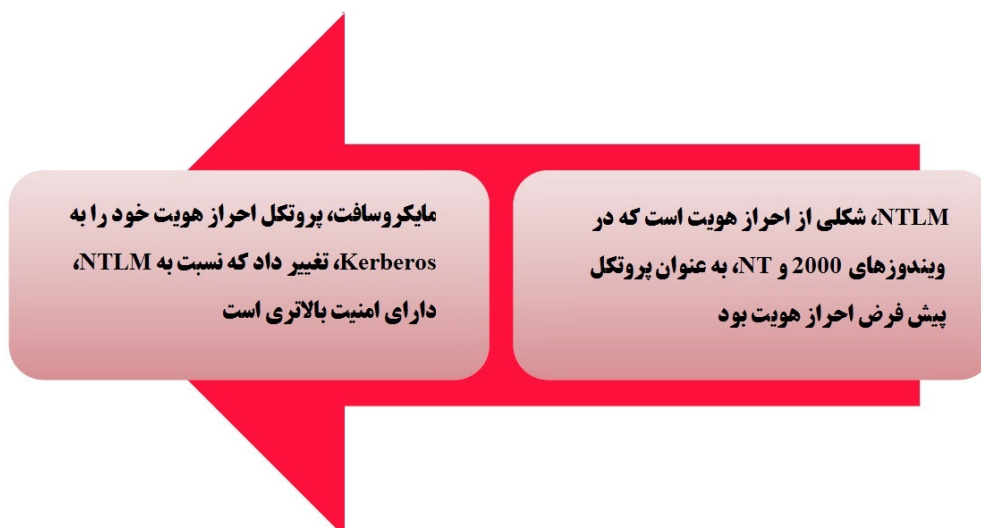 NTLM، شکلی از احراز هویت است که در
ویندوزهای 2000 و NT، به عنوان پروتکل
پیش فرض احراز هویت بود
مایکروسافت، پروتکل احراز هویت خود را به
Kerberos، تغییر داد که نسبت به NTLM،
دارای امنیت بالاتری است